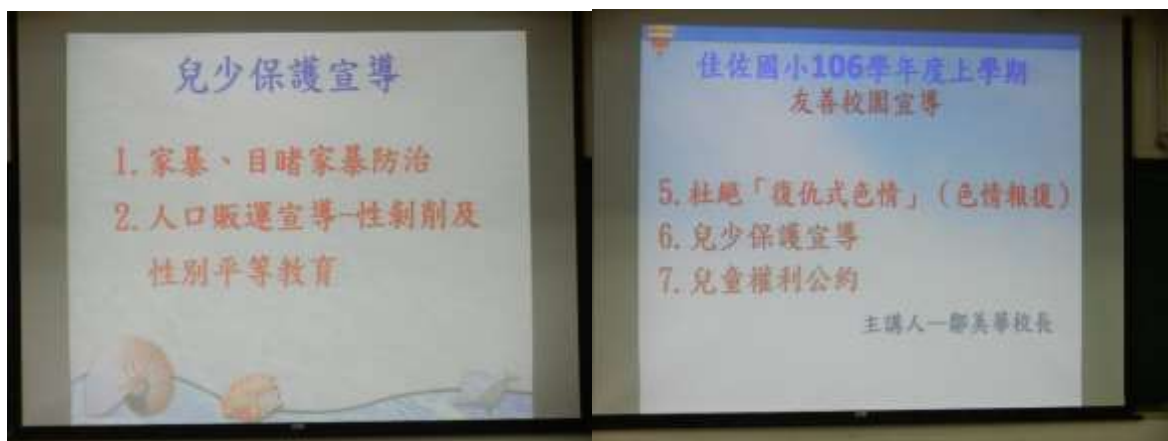 兒少保護宣導
1. 家暴、目睹家暴防治
2. 人口販運宣導-性剝削及
性別平等教育
佳佐國小106學年度上學期
友善校園宣導
5. 杜絕「復仇式色情」（色情報復）
6. 兒少保護宣導
7. 兒童權利公約
主講人—鄒美華校長